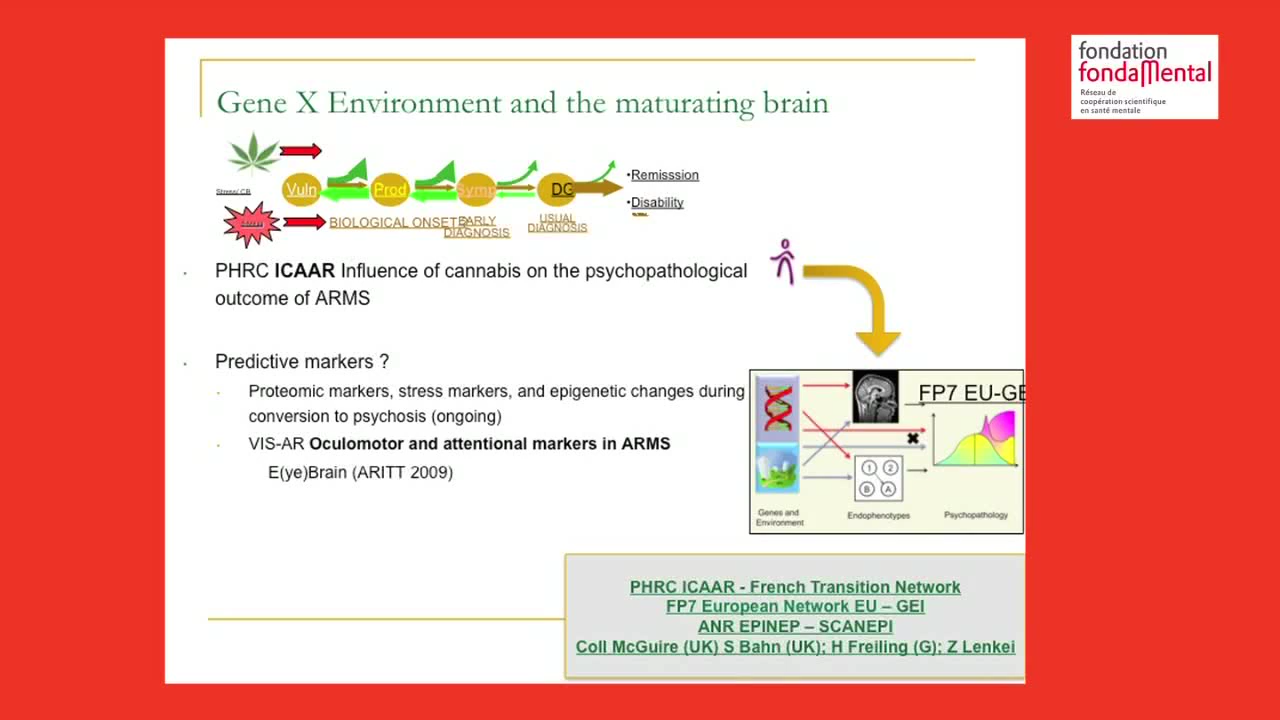 fondation
fondaMental
Réseau de
coopération scientifique
en santé mentale
Gene X Environment and the maturating brain
Stress/ CB
Vuln
Prod
Symp
DG
•Remisssion
•Disability
BIOLOGICAL ONSET?
EARLY
DIAGNOSIS
USUAL
DIAGNOSIS
PHRC ICAAR Influence of cannabis on the psychopathological
outcome of ARMS
Predictive markers ?
Proteomic markers, stress markers, and epigenetic changes during
conversion to psychosis (ongoing)
VIS-AR Oculomotor and attentional markers in ARMS
E(ye)Brain (ARITT 2009)
FP7 EU-GE
1 2
B A
Genes and
Environment
Endophenotypes
Psychopathology
PHRC ICAAR - French Transition Network
FP7 European Network EU – GEI
ANR EPINEP – SCANEPI
Coll McGuire (UK) S Bahn (UK); H Freiling (G); Z Lenkei